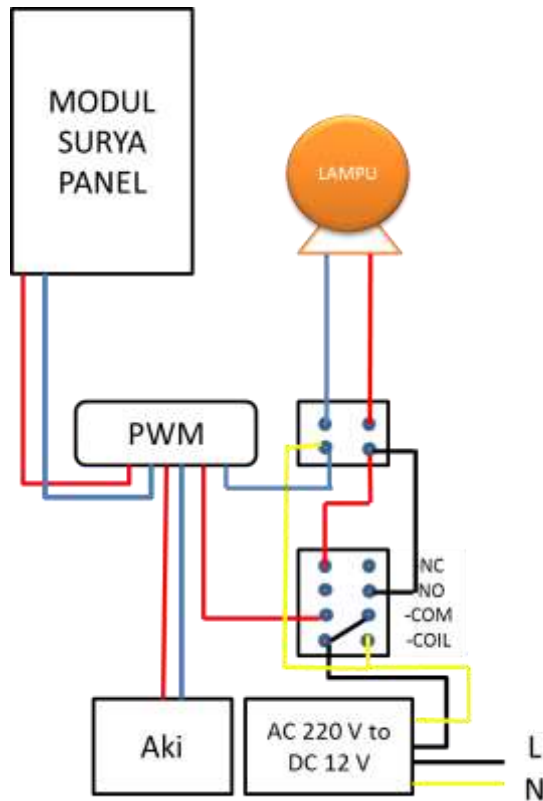 MODUL
SURYA
PANEL
LAMPU
PWM
NC
NO
-COM
-COIL
Aki
AC 220 V to
DC 12 V
L
N